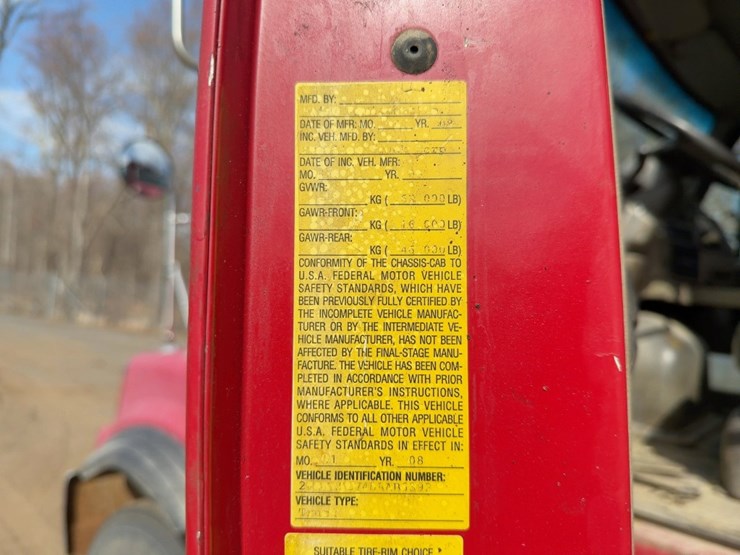 MFD. BY:
DATE OF MFR: MO. YR.
INC. VEH. MFD. BY:
DATE OF INC. VEH. MFR:
MO. YR.
GVWR:
KG ( 000 LB)
GAWR-FRONT:
KG ( LB)
GAWR-REAR:
KG ( LB)
CONFORMITY OF THE CHASSIS-CAB TO
U.S.A. FEDERAL MOTOR VEHICLE
SAFETY STANDARDS, WHICH HAVE
BEEN PREVIOUSLY FULLY CERTIFIED BY
THE INCOMPLETE VEHICLE MANUFAC-
TURER OR BY THE INTERMEDIATE VE-
HICLE MANUFACTURER, HAS NOT BEEN
AFFECTED BY THE FINAL-STAGE MANU-
FACTURE. THE VEHICLE HAS BEEN COM-
PLETED IN ACCORDANCE WITH PRIOR
MANUFACTURER'S INSTRUCTIONS,
WHERE APPLICABLE. THIS VEHICLE
CONFORMS TO ALL OTHER APPLICABLE
U.S.A. FEDERAL MOTOR VEHICLE
SAFETY STANDARDS IN EFFECT IN:
MO. YR. 08
VEHICLE IDENTIFICATION NUMBER:
VEHICLE TYPE:
SUITABLE TIRE-RIM CHOICE